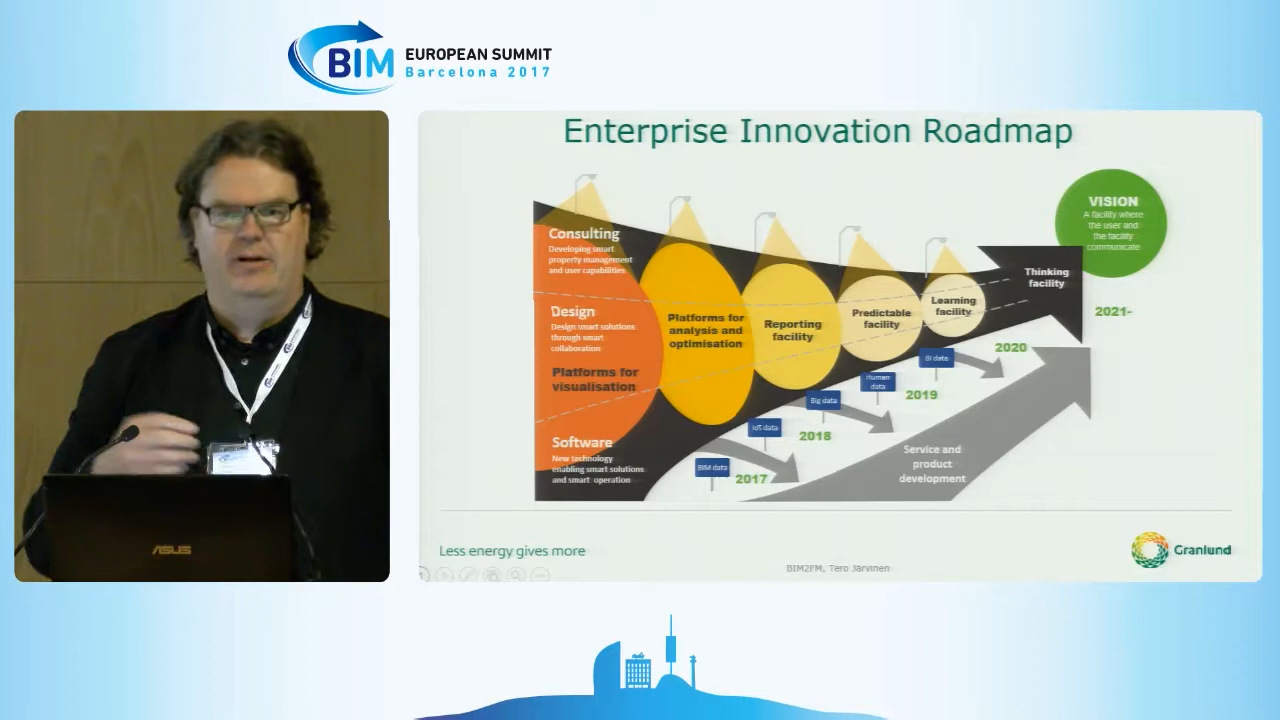 BIM EUROPEAN SUMMIT
Barcelona 2017
Enterprise Innovation Roadmap
Consulting
Developing smart
property management
and user capabilities
Design
Design smart solutions
through smart
collaboration
Platforms for
visualisation
Software
New technology
enabling smart solutions
and smart operation
Platforms for
analysis and
optimisation
Reporting
facility
Predictable
facility
Learning
facility
Thinking
facility
VISION
A facility where
the user and
the facility
communicate
2021-
BIM data
2017
IoT data
2018
Big data
Human
data
2019
BI data
2020
Service and
product
development
Less energy gives more
BIM2FM, Tero Järvinen
Granlund
ASUS